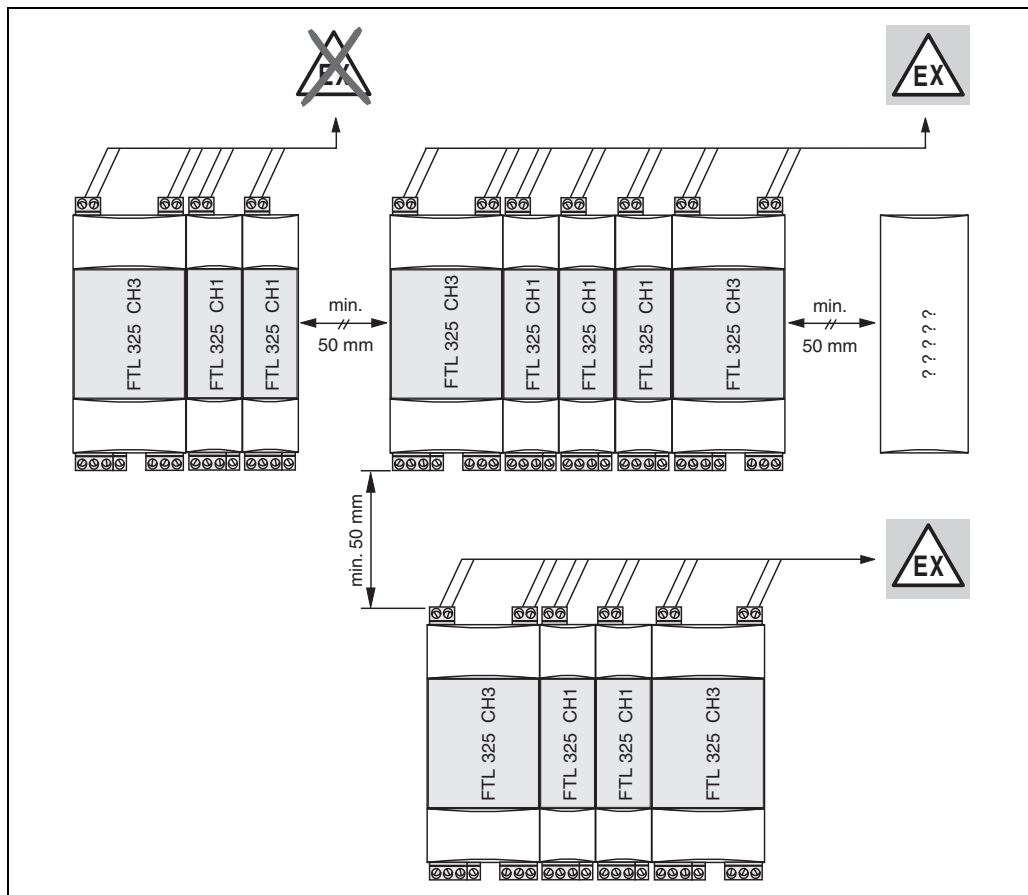 EX
EX
FTL 325 CH3
FTL 325 CH1
FTL 325 CH1
min.
50 mm
FTL 325 CH3
FTL 325 CH1
FTL 325 CH1
FTL 325 CH1
FTL 325 CH3
min.
50 mm
? ? ? ? ? ?
min. 50 mm
EX
FTL 325 CH3
FTL 325 CH1
FTL 325 CH1
FTL 325 CH3